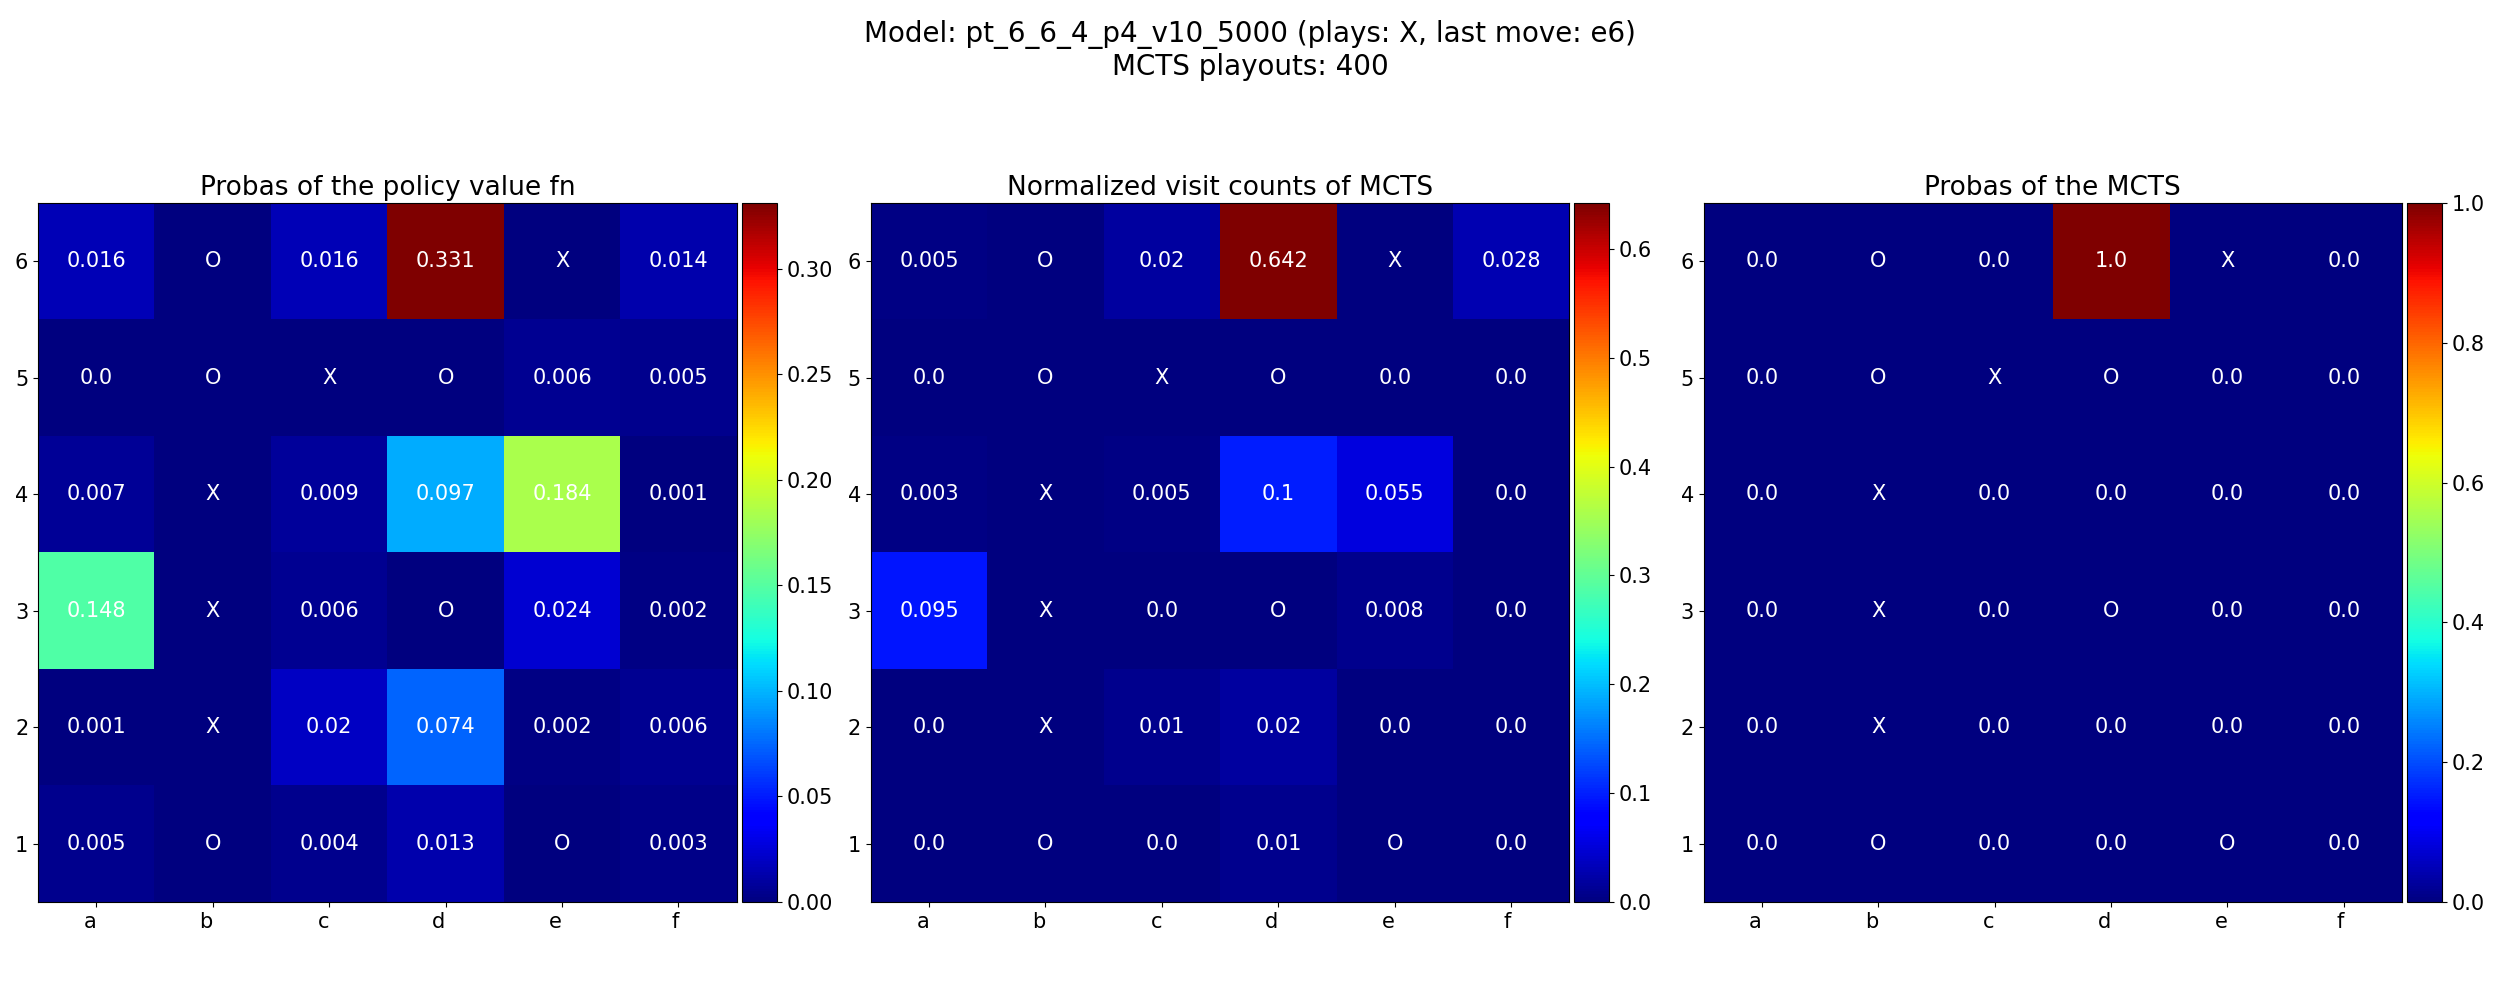 Model: pt_6_6_4_p4_v10_5000 (plays: X, last move: e6)
MCTS playouts: 400
Probas of the policy value fn
6 0.016 O 0.016 0.331 X 0.014
5 0.0 O X O 0.006 0.005
4 0.007 X 0.009 0.097 0.184 0.001
3 0.148 X 0.006 O 0.024 0.002
2 0.001 X 0.02 0.074 0.002 0.006
1 0.005 O 0.004 0.013 O 0.003
a b c d e f
0.30
0.25
0.20
0.15
0.10
0.05
0.00
Normalized visit counts of MCTS
6 0.005 O 0.02 0.642 X 0.028
5 0.0 O X O 0.0 0.0
4 0.003 X 0.005 0.1 0.055 0.0
3 0.095 X 0.0 O 0.008 0.0
2 0.0 X 0.01 0.02 0.0 0.0
1 0.0 O 0.0 0.01 O 0.0
a b c d e f
0.6
0.5
0.4
0.3
0.2
0.1
0.0
Probas of the MCTS
6 0.0 O 0.0 1.0 X 0.0
5 0.0 O X O 0.0 0.0
4 0.0 X 0.0 0.0 0.0 0.0
3 0.0 X 0.0 O 0.0 0.0
2 0.0 X 0.0 0.0 0.0 0.0
1 0.0 O 0.0 0.0 O 0.0
a b c d e f
1.0
0.8
0.6
0.4
0.2
0.0